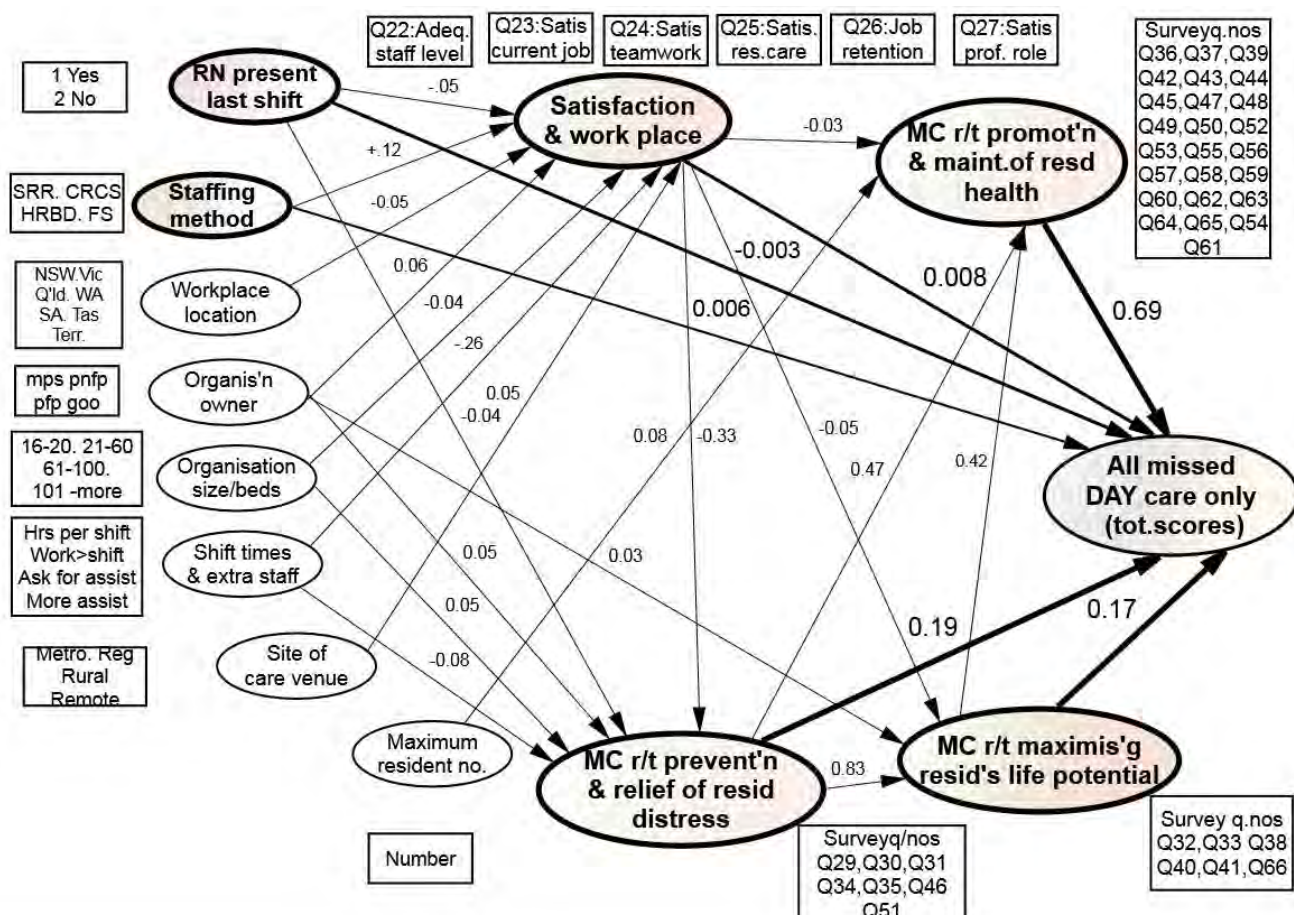 Q22:Adeq.
staff level
Q23:Satis
current job
Q24:Satis
teamwork
Q25:Satis.
res.care
Q26:Job
retention
Q27:Satis
prof. role
Surveyq.nos
Q36,Q37,Q39
Q42,Q43,Q44
Q45,Q47,Q48
Q49,Q50,Q52
Q53,Q55,Q56
Q57,Q58,Q59
Q60,Q62,Q63
Q64,Q65,Q54
Q61
1 Yes
2 No
RN present
last shift
-.05
Satisfaction
& work place
-0.03
MC r/t promot'n
& maint.of resd
health
+.12
SRR. CRCS
HRBD. FS
Staffing
method
-0.05
NSW.Vic
Q'ld. WA
SA. Tas
Terr.
Workplace
location
0.06
-0.04
-.26
-0.003
0.006
0.008
0.69
mps pnfp
pfp goo
Organis'n
owner
0.05
-0.04
0.08
-0.33
-0.05
0.47
0.42
16-20. 21-60
61-100.
101 -more
Organisation
size/beds
All missed
DAY care only
(tot.scores)
Hrs per shift
Work>shift
Ask for assist
More assist
Shift times
& extra staff
0.05
0.05
-0.08
0.03
0.19
0.17
Metro. Reg
Rural
Remote
Site of
care venue
Maximum
resident no.
MC r/t prevent'n
& relief of resid
distress
0.83
MC r/t maximis'g
resid's life potential
Number
Surveyq/nos
Q29,Q30,Q31
Q34,Q35,Q46
Q51
Survey q.nos
Q32,Q33 Q38
Q40,Q41,Q66